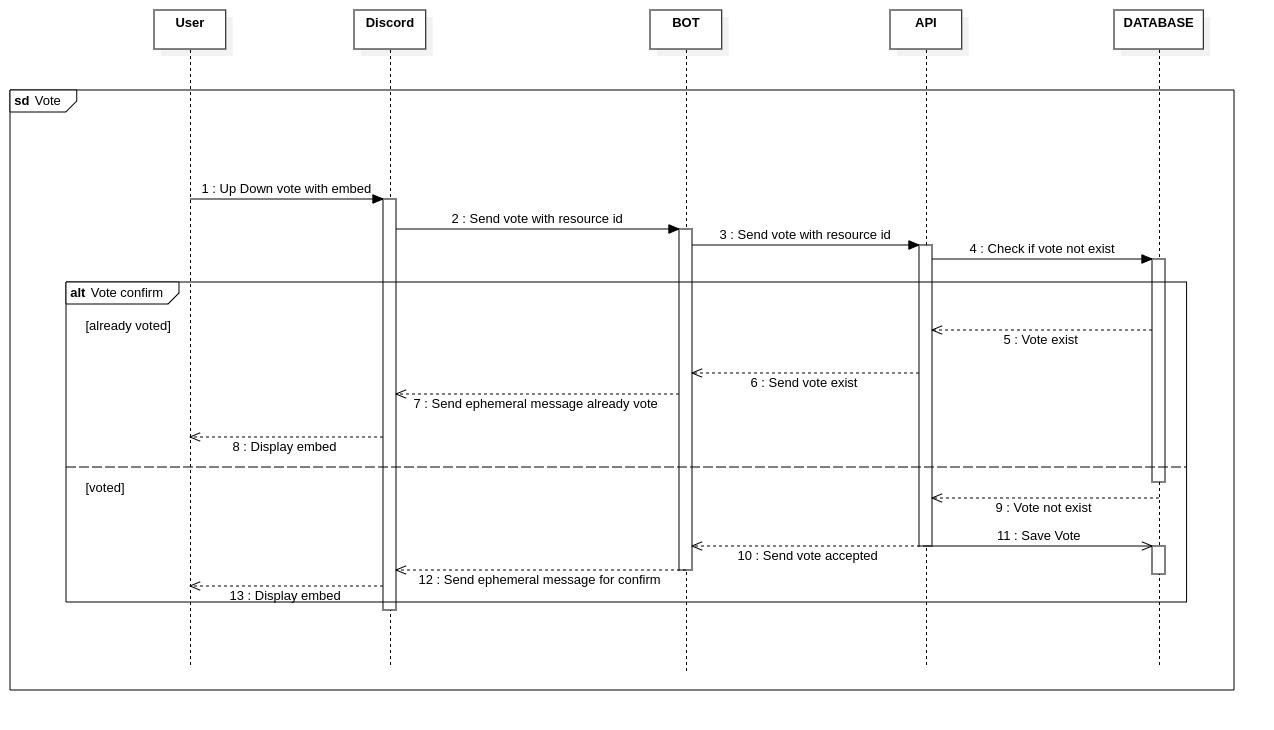 User
Discord
BOT
API
DATABASE
sd Vote
1 : Up Down vote with embed
2 : Send vote with resource id
3 : Send vote with resource id
4 : Check if vote not exist
alt Vote confirm
[already voted]
5 : Vote exist
6 : Send vote exist
7 : Send ephemeral message already vote
8 : Display embed
[voted]
9 : Vote not exist
11 : Save Vote
10 : Send vote accepted
12 : Send ephemeral message for confirm
13 : Display embed